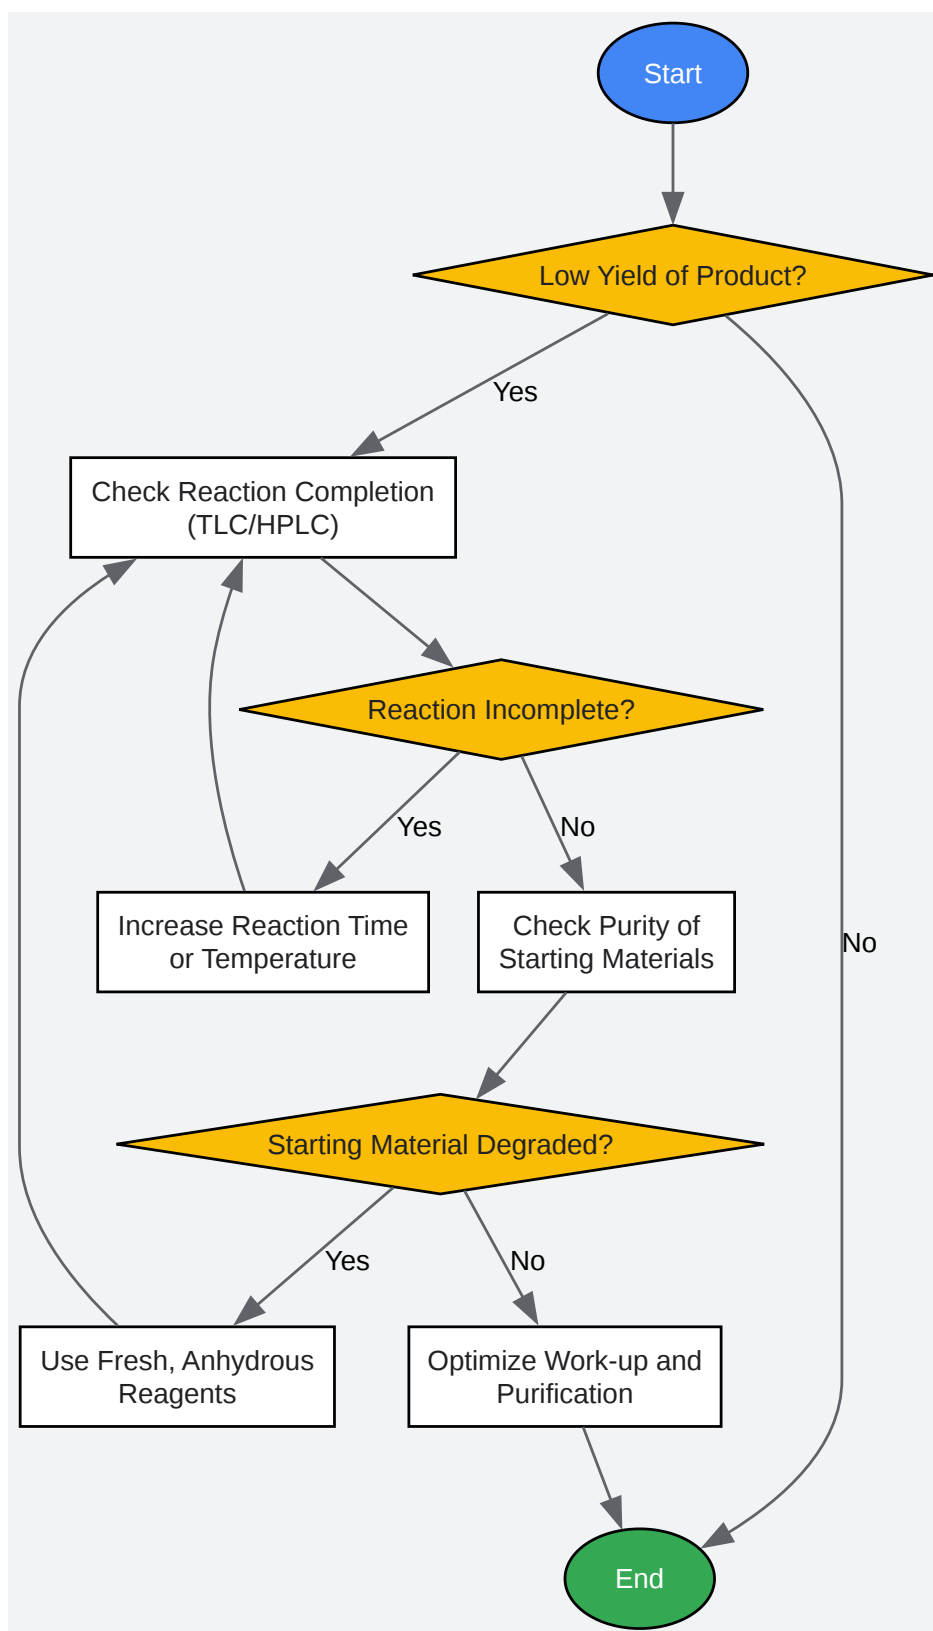 Start
Low Yield of Product?
Yes
Check Reaction Completion
(TLC/HPLC)
Reaction Incomplete?
Yes
No
Increase Reaction Time
or Temperature
Check Purity of
Starting Materials
No
Starting Material Degraded?
Yes
No
Use Fresh, Anhydrous
Reagents
Optimize Work-up and
Purification
End